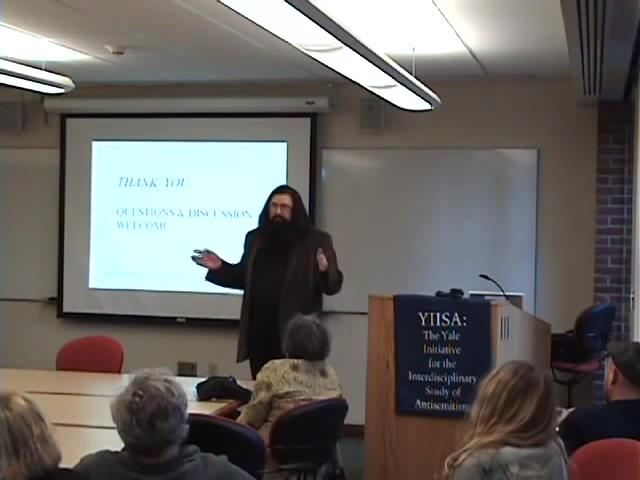 THANK YOU
QUESTIONS & DISCUSSION
WELCOME
YIISA:
The Yale
Initiative
for the
Interdisciplinary
Study of
Antisemitism